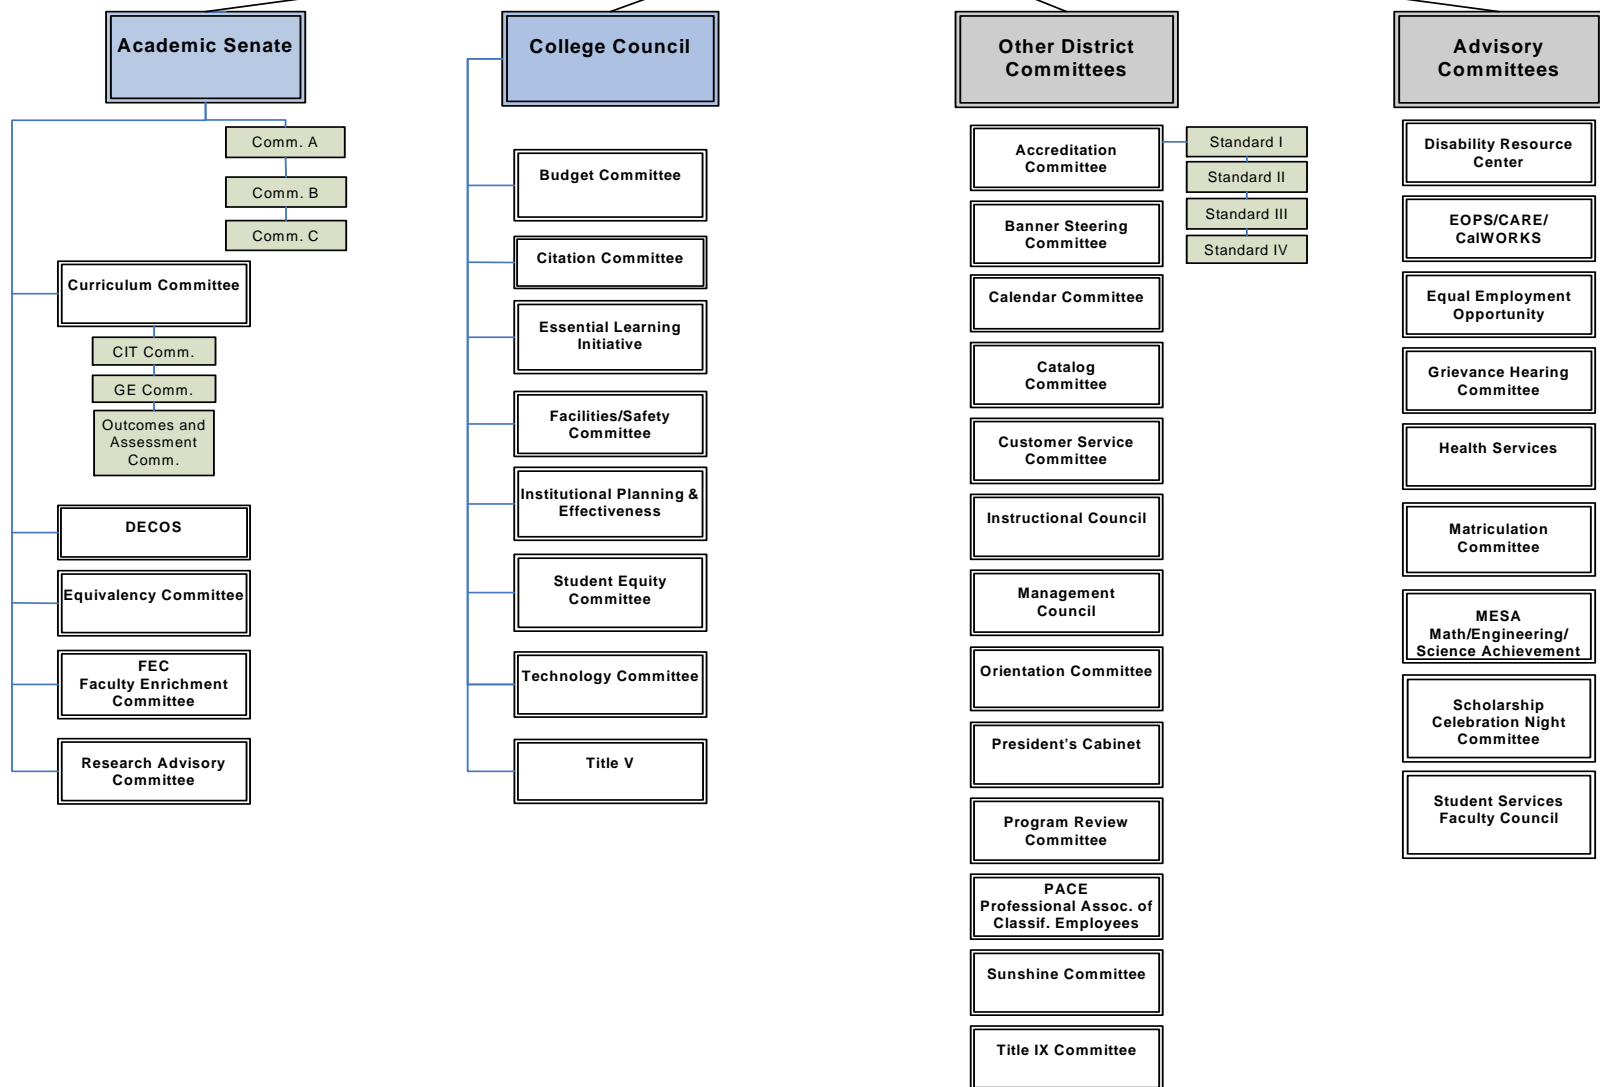 Academic Senate
Comm. A
Comm. B
Comm. C
Curriculum Committee
CIT Comm.
GE Comm.
Outcomes and
Assessment
Comm.
DECOS
Equivalency Committee
FEC
Faculty Enrichment
Committee
Research Advisory
Committee
College Council
Budget Committee
Citation Committee
Essential Learning
Initiative
Facilities/Safety
Committee
Institutional Planning &
Effectiveness
Student Equity
Committee
Technology Committee
Title V
Other District
Committees
Accreditation
Committee
Standard I
Standard II
Standard III
Standard IV
Banner Steering
Committee
Calendar Committee
Catalog
Committee
Customer Service
Committee
Instructional Council
Management
Council
Orientation Committee
President’s Cabinet
Program Review
Committee
PACE
Professional Assoc. of
Classif. Employees
Sunshine Committee
Title IX Committee
Advisory
Committees
Disability Resource
Center
EOPS/CARE/
CalWORKS
Equal Employment
Opportunity
Grievance Hearing
Committee
Health Services
Matriculation
Committee
MESA
Math/Engineering/
Science Achievement
Scholarship
Celebration Night
Committee
Student Services
Faculty Council